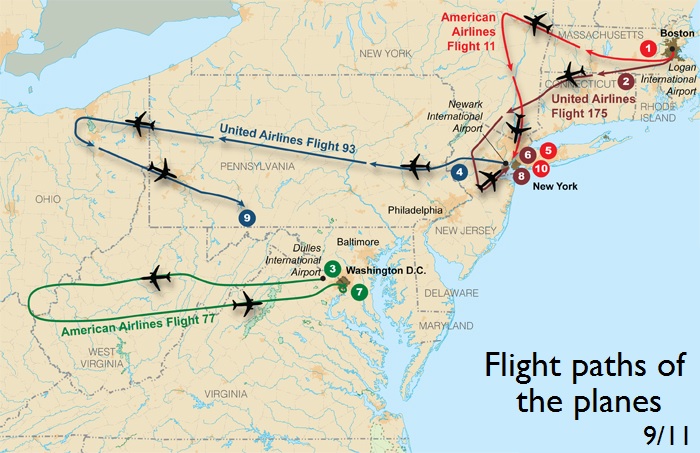 American
Airlines
Flight 11
MASSACHUSETTS
Boston
1
NEW YORK
Logan
International
Airport
2
CONNECTICUT
RHODE
ISLAND
United Airlines
Flight 175
Newark
International
Airport
United Airlines Flight 93
PENNSYLVANIA
4
6
5
8
10
New York
OHIO
9
Philadelphia
NEW JERSEY
Dulles
International
Airport
Baltimore
3
Washington D.C.
7
American Airlines Flight 77
DELAWARE
MARYLAND
WEST
VIRGINIA
VIRGINIA
Flight paths of
the planes
9/11